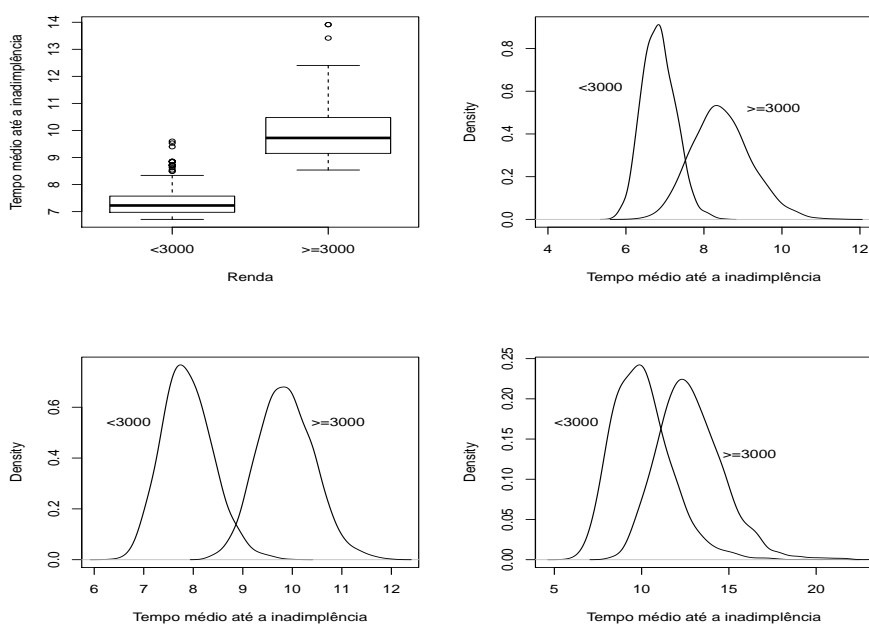 Tempo médio até a inadimplência
14
13
12
11
10
9
8
7
<3000
>=3000
Renda
Density
0.8
0.6
0.4
0.2
0.0
<3000
>=3000
4 6 8 10 12
Tempo médio até a inadimplência
Density
0.6
0.4
0.2
0.0
<3000
>=3000
6 7 8 9 10 11 12
Tempo médio até a inadimplência
Density
0.25
0.20
0.15
0.10
0.05
0.00
<3000
>=3000
5 10 15 20
Tempo médio até a inadimplência